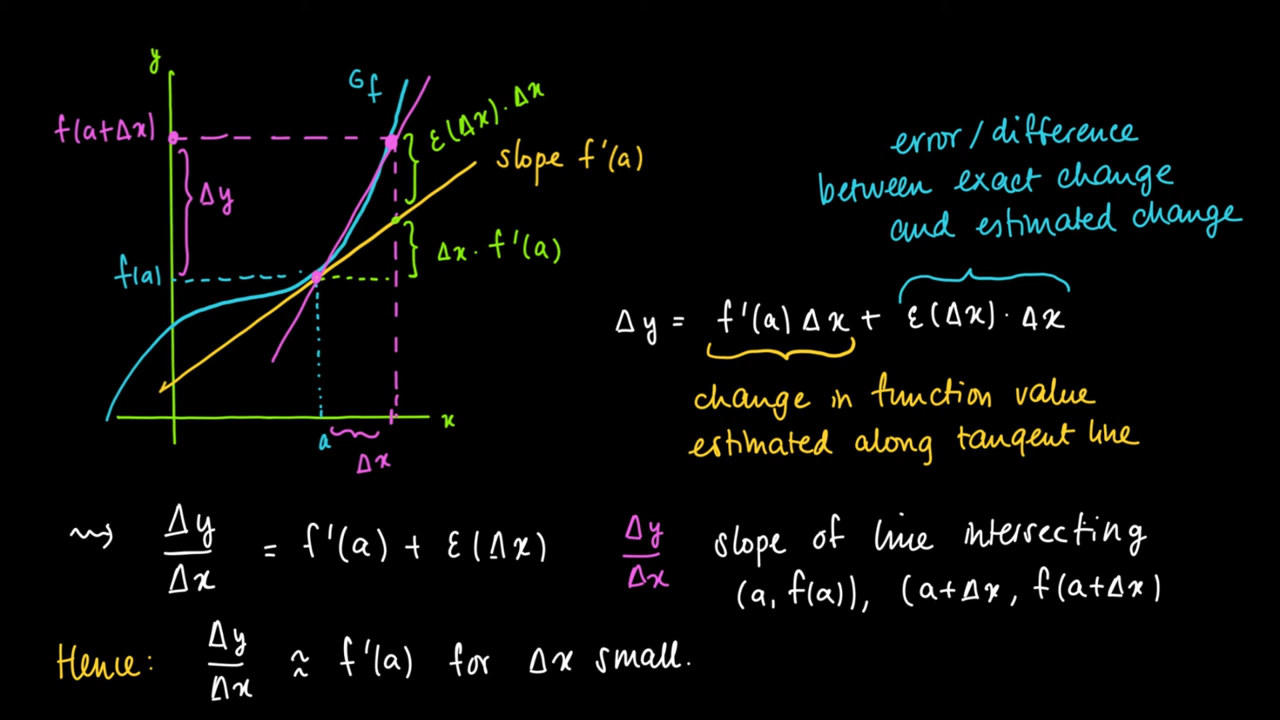 y
G_f
f(a+Δx)
ε(Δx)·Δx
slope f'(a)
Δy
Δx · f'(a)
f(a)
a
x
Δx
error/difference
between exact change
and estimated change
Δy = f'(a) Δx + ε(Δx) · Δx
change in function value
estimated along tangent line
⇝ Δy/Δx = f'(a) + ε(Δx)
Δy/Δx slope of line intersecting
(a, f(a)), (a+Δx, f(a+Δx)
Hence: Δy/Δx ≈ f'(a) for Δx small.